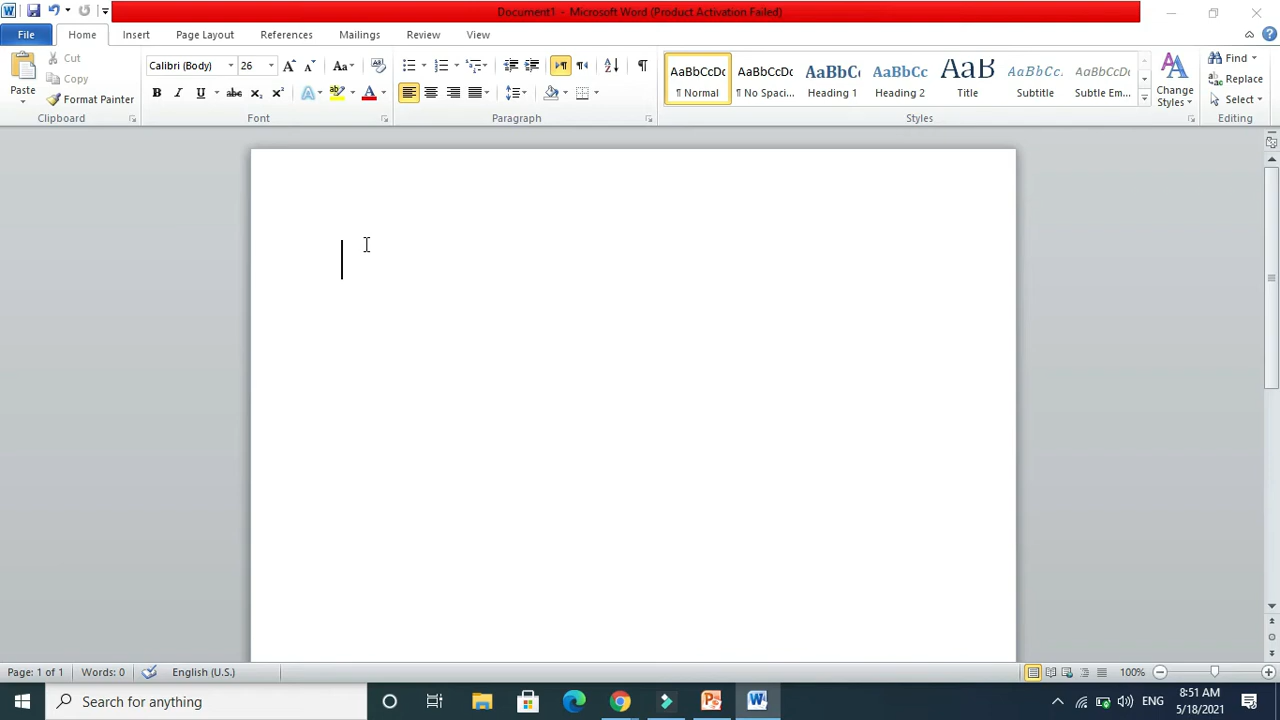 Document1 - Microsoft Word (Product Activation Failed)
File Home Insert Page Layout References Mailings Review View
Paste
Cut
Copy
Format Painter
Clipboard
Calibri (Body) 26
Font
Paragraph
AaBbCcDc AaBbCcDc AaBbC AaBbCc AaB AaBbCc. AaBbCcDc
¶ Normal ¶ No Spaci... Heading 1 Heading 2 Title Subtitle Subtle Em...
Styles
Change
Styles
Find
Replace
Select
Editing
Page: 1 of 1 Words: 0 English (U.S.) 100%
Search for anything
ENG
8:51 AM
5/18/2021